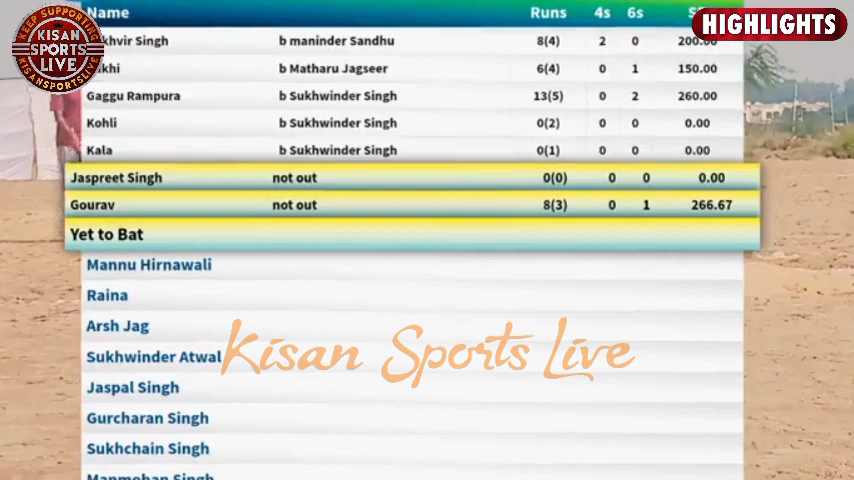 KEEP SUPPORTING
KISAN
SPORTS
LIVE
KISANSPORTSLIVE
HIGHLIGHTS
Name Runs 4s 6s
Singh b maninder Sandhu 8(4) 2 0 200.00
b Matharu Jagseer 6(4) 0 1 150.00
Gaggu Rampura b Sukhwinder Singh 13(5) 0 2 260.00
Kohli b Sukhwinder Singh 0(2) 0 0 0.00
Kala b Sukhwinder Singh 0(1) 0 0 0.00
Jaspreet Singh not out 0(0) 0 0 0.00
Gourav not out 8(3) 0 1 266.67
Yet to Bat
Mannu Hirnawali
Raina
Arsh Jag
Sukhwinder Atwal
Kisan Sports Live
Jaspal Singh
Gurcharan Singh
Sukhchain Singh
Manmohan Singh